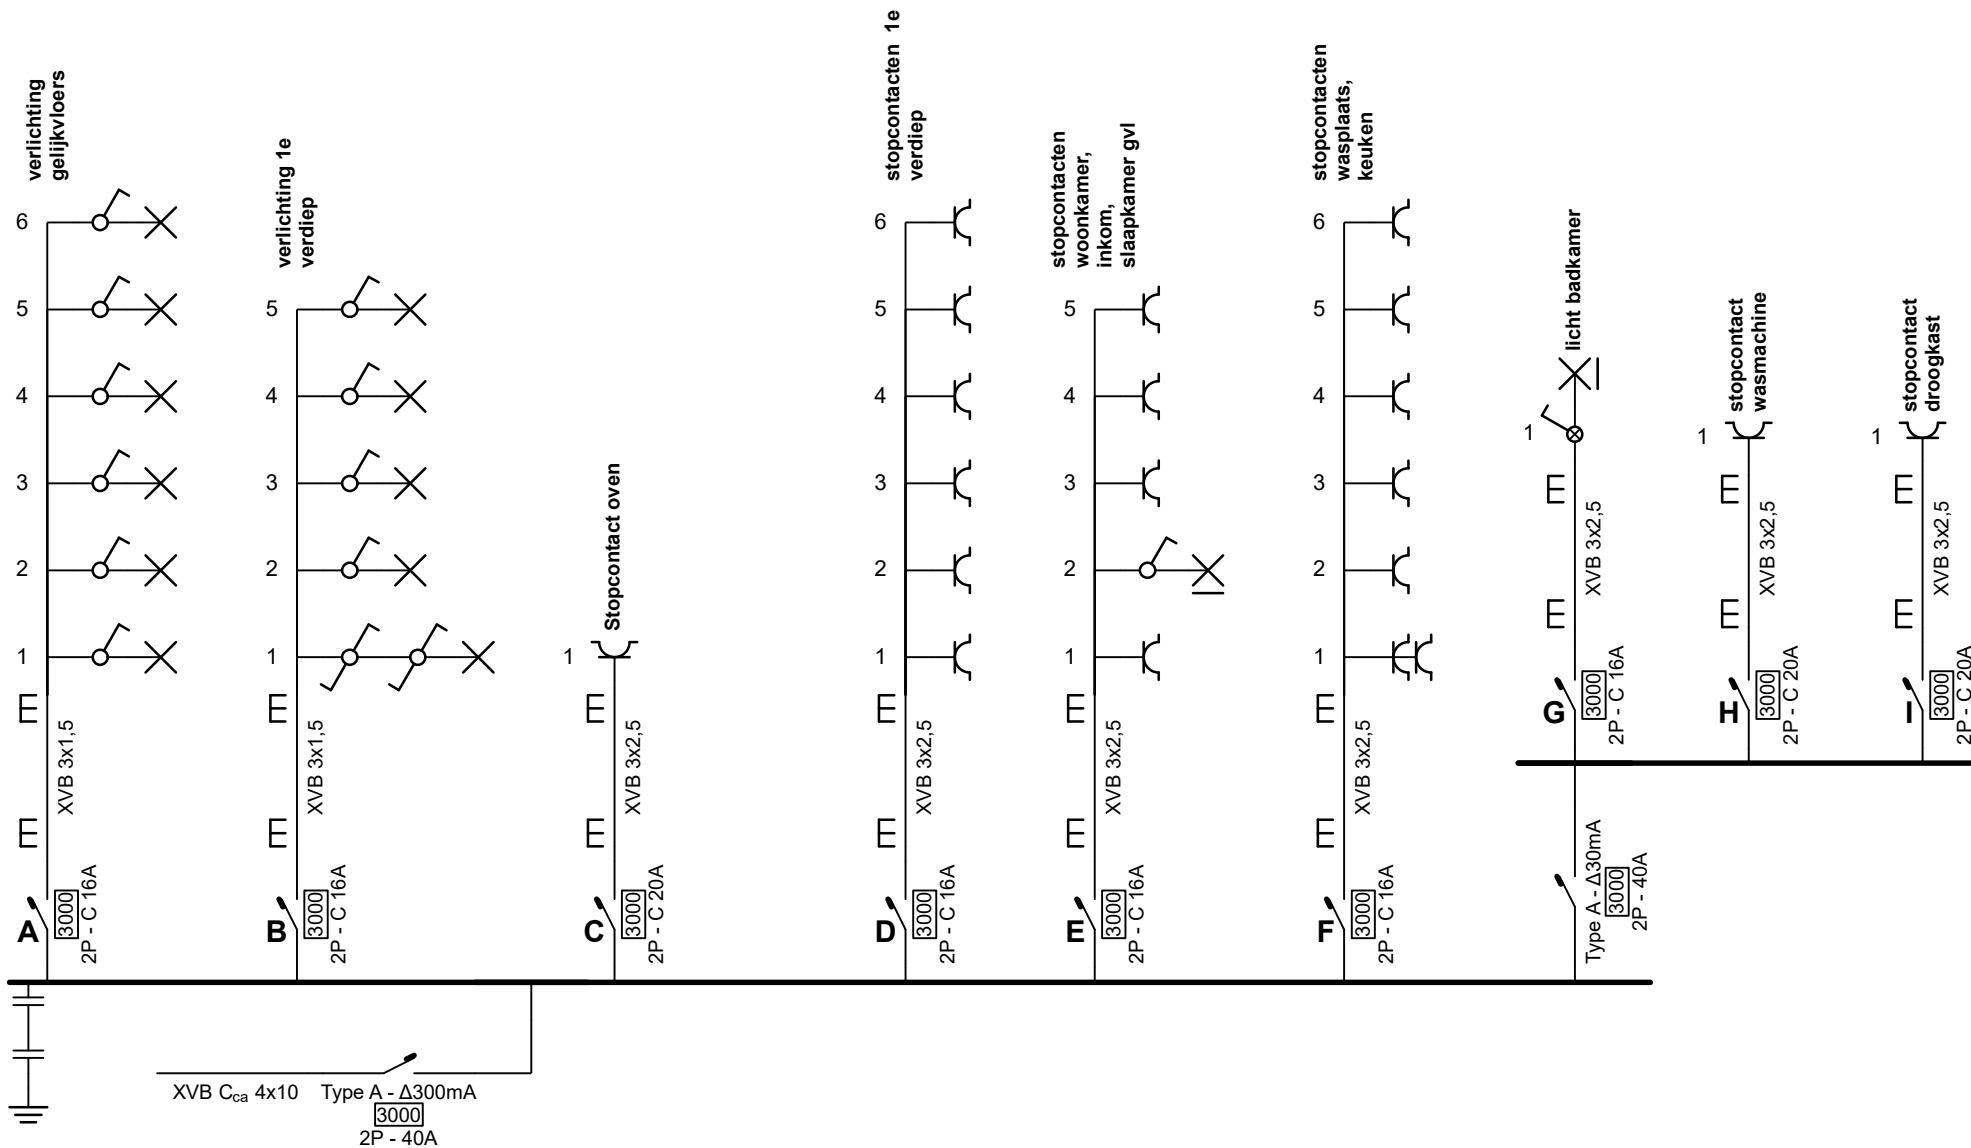 verlichting
gelijkvloers
6
5
4
3
2
1
E
XVB 3x1,5
E
A
3000
2P - C 16A
verlichting 1e
verdiep
5
4
3
2
1
E
XVB 3x1,5
E
B
3000
2P - C 16A
Stopcontact oven
1
E
XVB 3x2,5
E
C
3000
2P - C 20A
stopcontacten 1e
verdiep
6
5
4
3
2
1
E
XVB 3x2,5
E
D
3000
2P - C 16A
stopcontacten
woonkamer,
inkom,
slaapkamer gvl
5
4
3
2
1
E
XVB 3x2,5
E
E
3000
2P - C 16A
stopcontacten
wasplaats,
keuken
6
5
4
3
2
1
E
XVB 3x2,5
E
F
3000
2P - C 16A
licht badkamer
1
E
XVB 3x2,5
E
G
3000
2P - C 16A
stopcontact
wasmachine
1
E
XVB 3x2,5
E
H
3000
2P - C 20A
stopcontact
droogkast
1
E
XVB 3x2,5
E
I
3000
2P - C 20A
Type A - Δ30mA
3000
2P - 40A
XVB Cca 4x10
Type A - Δ300mA
3000
2P - 40A